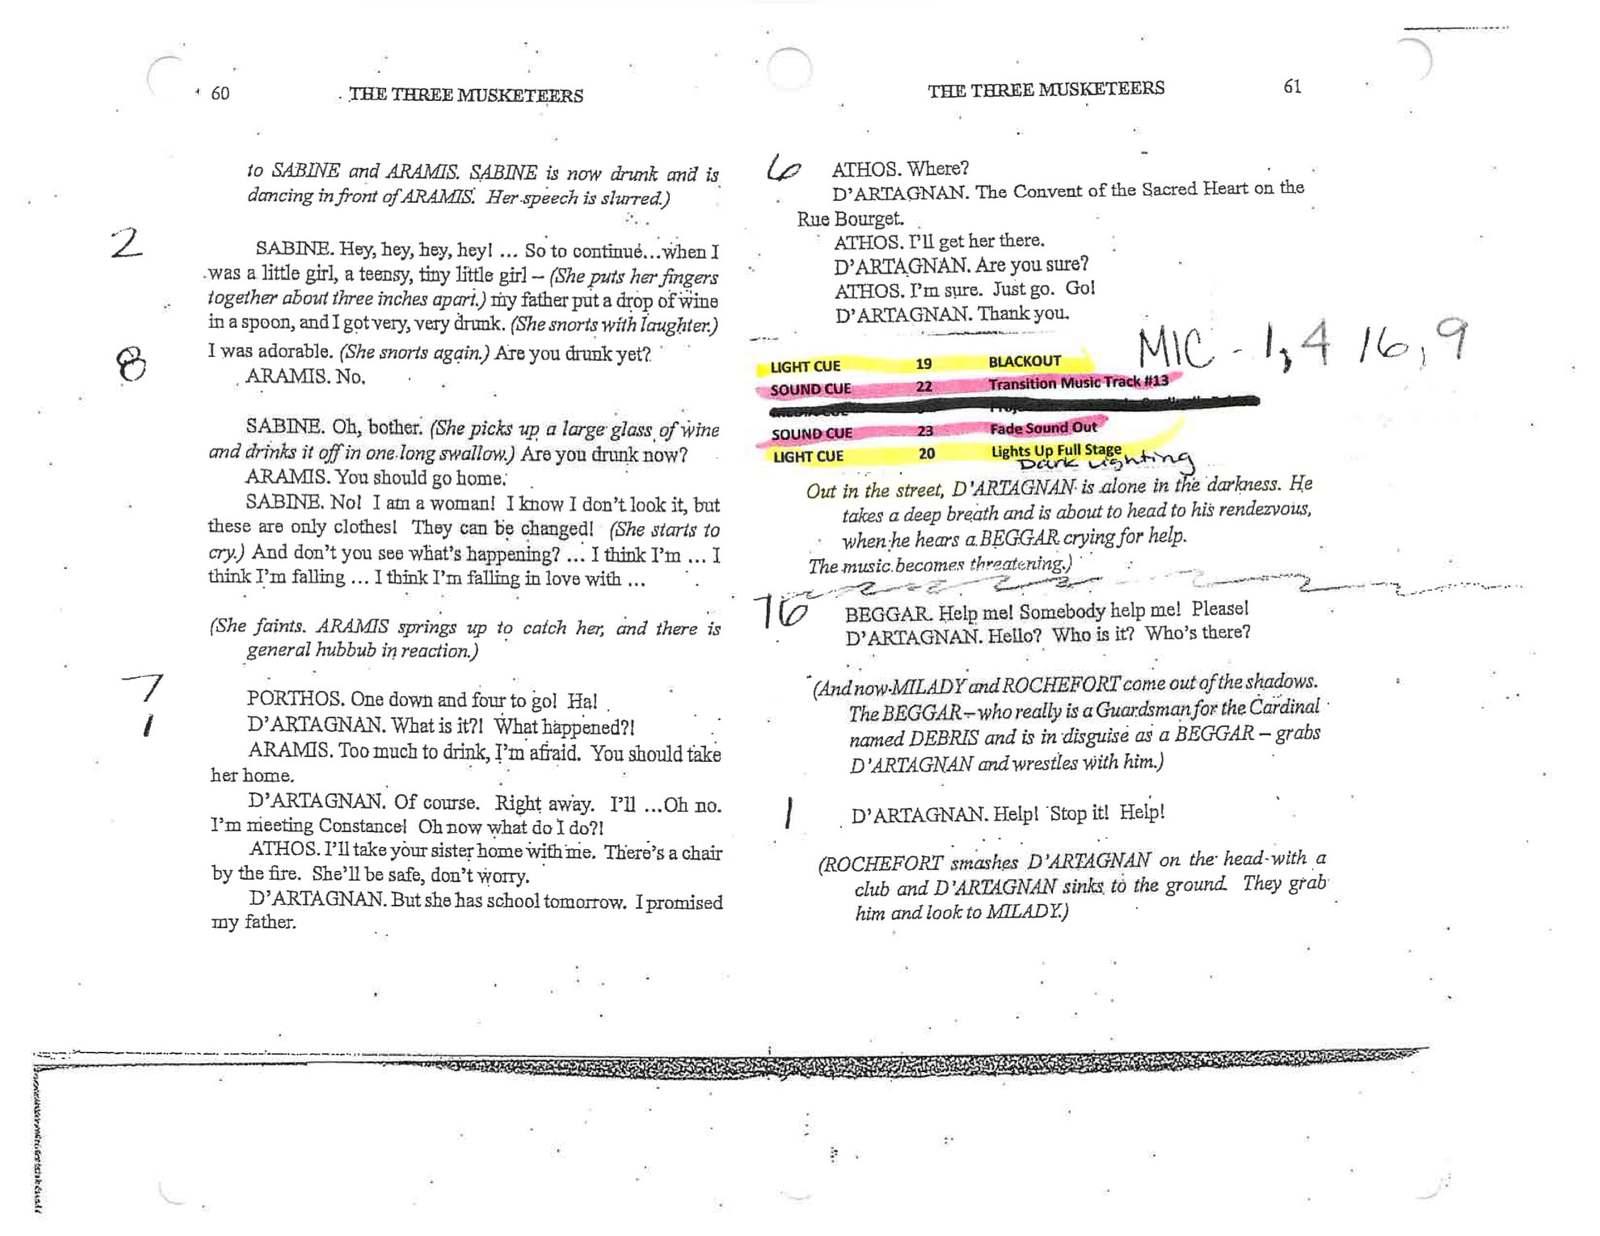 60 THE THREE MUSKETEERS
to SABINE and ARAMIS. SABINE is now drunk and is
dancing in front of ARAMIS. Her speech is slurred.)
2
SABINE. Hey, hey, hey, hey! ... So to continue...when I
was a little girl, a teensy, tiny little girl – (She puts her fingers
together about three inches apart.) my father put a drop of wine
in a spoon, and I got very, very drunk. (She snorts with laughter.)
I was adorable. (She snorts again.) Are you drunk yet?
8
ARAMIS. No.
SABINE. Oh, bother. (She picks up a large glass of wine
and drinks it off in one long swallow.) Are you drunk now?
ARAMIS. You should go home.
SABINE. No! I am a woman! I know I don't look it, but
these are only clothes! They can be changed! (She starts to
cry.) And don't you see what's happening? ... I think I'm ... I
think I'm falling ... I think I'm falling in love with ...
(She faints. ARAMIS springs up to catch her, and there is
general hubbub in reaction.)
7
PORTHOS. One down and four to go! Ha!
1
D'ARTAGNAN. What is it?! What happened?!
ARAMIS. Too much to drink, I'm afraid. You should take
her home.
D'ARTAGNAN. Of course. Right away. I'll ...Oh no.
I'm meeting Constance! Oh now what do I do?!
ATHOS. I'll take your sister home with me. There's a chair
by the fire. She'll be safe, don't worry.
D'ARTAGNAN. But she has school tomorrow. I promised
my father.
THE THREE MUSKETEERS 61
6
ATHOS. Where?
D'ARTAGNAN. The Convent of the Sacred Heart on the
Rue Bourget.
ATHOS. I'll get her there.
D'ARTAGNAN. Are you sure?
ATHOS. I'm sure. Just go. Go!
D'ARTAGNAN. Thank you.
MIC - 1, 4 16, 9
LIGHT CUE 19 BLACKOUT
SOUND CUE 22 Transition Music Track #13
SOUND CUE 23 Fade Sound Out
LIGHT CUE 20 Lights Up Full Stage
Dark Lighting
Out in the street, D'ARTAGNAN is alone in the darkness. He
takes a deep breath and is about to head to his rendezvous,
when he hears a BEGGAR crying for help.
The music becomes threatening.)
16
BEGGAR. Help me! Somebody help me! Please!
D'ARTAGNAN. Hello? Who is it? Who's there?
(And now MILADY and ROCHEFORT come out of the shadows.
The BEGGAR – who really is a Guardsman for the Cardinal
named DEBRIS and is in disguise as a BEGGAR – grabs
D'ARTAGNAN and wrestles with him.)
1
D'ARTAGNAN. Help! Stop it! Help!
(ROCHEFORT smashes D'ARTAGNAN on the head with a
club and D'ARTAGNAN sinks to the ground. They grab
him and look to MILADY.)